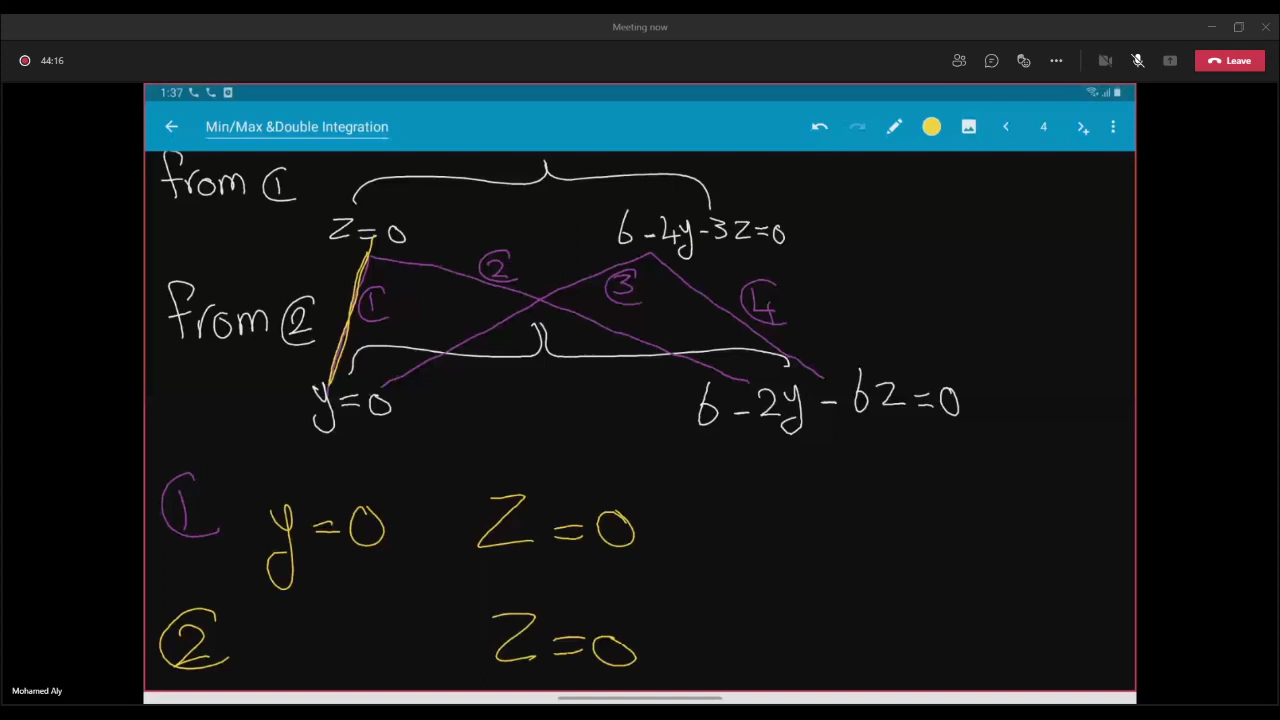 Meeting now
44:16
Leave
1:37
Min/Max &Double Integration
4
from ①
z=0 6-4y-3z=0
② ③
① ④
from ②
y=0 6-2y-6z=0
① y=0 z=0
② z=0
Mohamed Aly